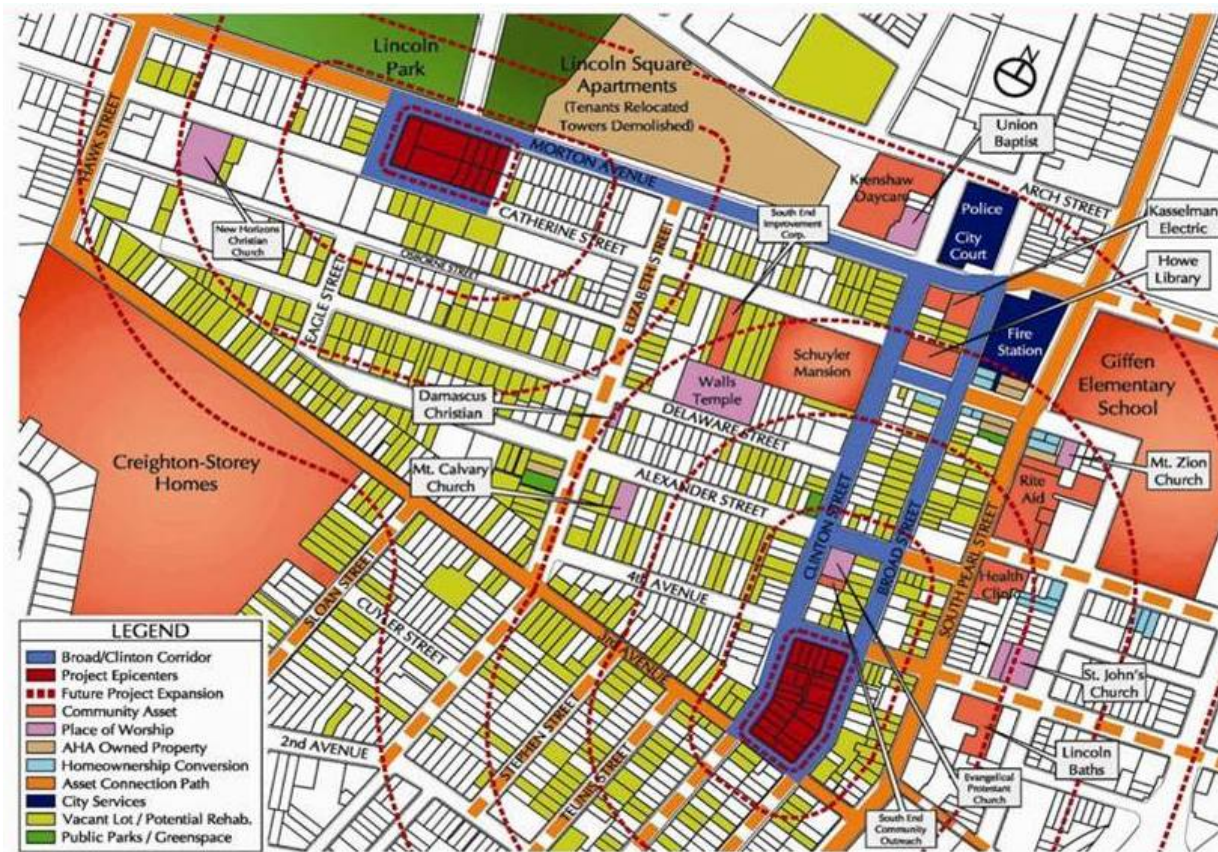 Lincoln
Park
Lincoln Square
Apartments
(Tenants Relocated
Towers Demolished)
N
Union
Baptist
HAWK STREET
MORTON AVENUE
Krenshaw
Daycare
ARCH STREET
Police
City
Court
Kasselman
Electric
Howe
Library
New Horizons
Christian
Church
CATHERINE STREET
OSBORNE STREET
EAGLE STREET
ELIZABETH STREET
South End
Improvement
Corp.
Fire
Station
Schuyler
Mansion
Giffen
Elementary
School
Walls
Temple
Damascus
Christian
DELAWARE STREET
Mt. Calvary
Church
ALEXANDER STREET
Creighton-Storey
Homes
CLINTON STREET
BROAD STREET
SOUTH PEARL STREET
Rite
Aid
Mt. Zion
Church
Health
Clinic
4th AVENUE
3rd AVENUE
SLOAN STREET
CUYLER STREET
St. John's
Church
2nd AVENUE
STEPHEN STREET
TEUNIS STREET
Lincoln
Baths
Evangelical
Protestant
Church
South End
Community
Outreach
LEGEND
Broad/Clinton Corridor
Project Epicenters
Future Project Expansion
Community Asset
Place of Worship
AHA Owned Property
Homeownership Conversion
Asset Connection Path
City Services
Vacant Lot / Potential Rehab.
Public Parks / Greenspace